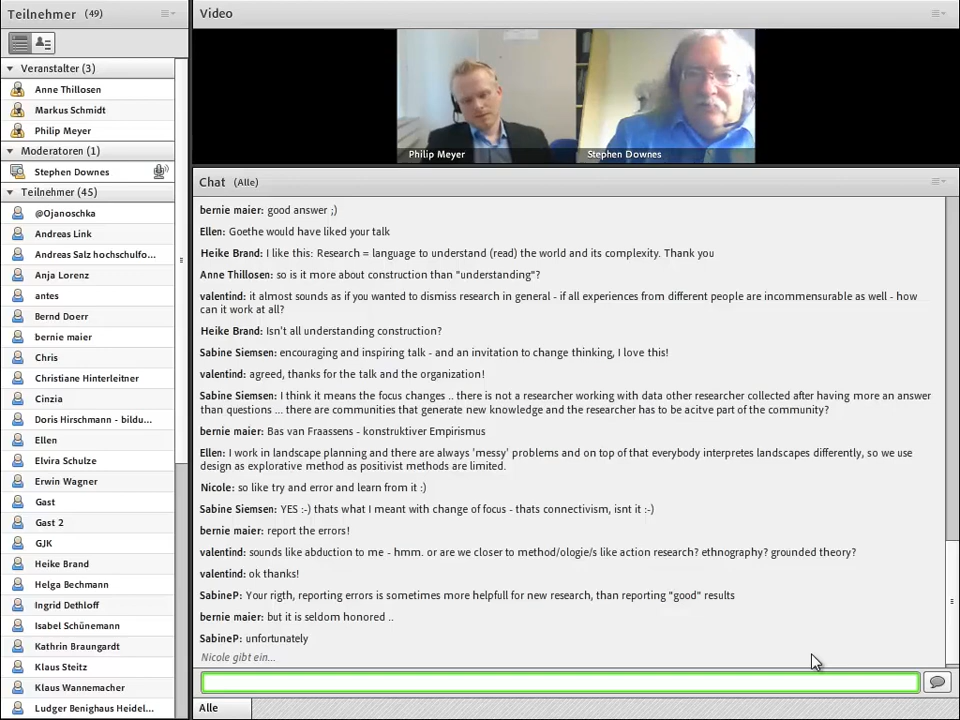 Teilnehmer (49)
Veranstalter (3)
Anne Thillosen
Markus Schmidt
Philip Meyer
Moderatoren (1)
Stephen Downes
Teilnehmer (45)
@Ojanoschka
Andreas Link
Andreas Salz hochschulfo...
Anja Lorenz
antes
Bernd Doerr
bernie maier
Chris
Christiane Hinterleitner
Cinzia
Doris Hirschmann - bildu...
Ellen
Elvira Schulze
Erwin Wagner
Gast
Gast 2
GJK
Heike Brand
Helga Bechmann
Ingrid Dethloff
Isabel Schünemann
Kathrin Braungardt
Klaus Steitz
Klaus Wannemacher
Ludger Benighaus Heidel...
Video
Philip Meyer
Stephen Downes
Chat (Alle)
bernie maier: good answer ;)
Ellen: Goethe would have liked your talk
Heike Brand: I like this: Research = language to understand (read) the world and its complexity. Thank you
Anne Thillosen: so is it more about construction than "understanding"?
valentind: it almost sounds as if you wanted to dismiss research in general - if all experiences from different people are incommensurable as well - how
can it work at all?
Heike Brand: Isn't all understanding construction?
Sabine Siemsen: encouraging and inspiring talk - and an invitation to change thinking, I love this!
valentind: agreed, thanks for the talk and the organization!
Sabine Siemsen: I think it means the focus changes .. there is not a researcher working with data other researcher collected after having more an answer
than questions ... there are communities that generate new knowledge and the researcher has to be acitve part of the community?
bernie maier: Bas van Fraassens - konstruktiver Empirismus
Ellen: I work in landscape planning and there are always 'messy' problems and on top of that everybody interpretes landscapes differently, so we use
design as explorative method as positivist methods are limited.
Nicole: so like try and error and learn from it :)
Sabine Siemsen: YES :-) thats what I meant with change of focus - thats connectivism, isnt it :-)
bernie maier: report the errors!
valentind: sounds like abduction to me - hmm. or are we closer to method/ologie/s like action research? ethnography? grounded theory?
valentind: ok thanks!
SabineP: Your rigth, reporting errors is sometimes more helpfull for new research, than reporting "good" results
bernie maier: but it is seldom honored ..
SabineP: unfortunately
Nicole gibt ein...
Alle